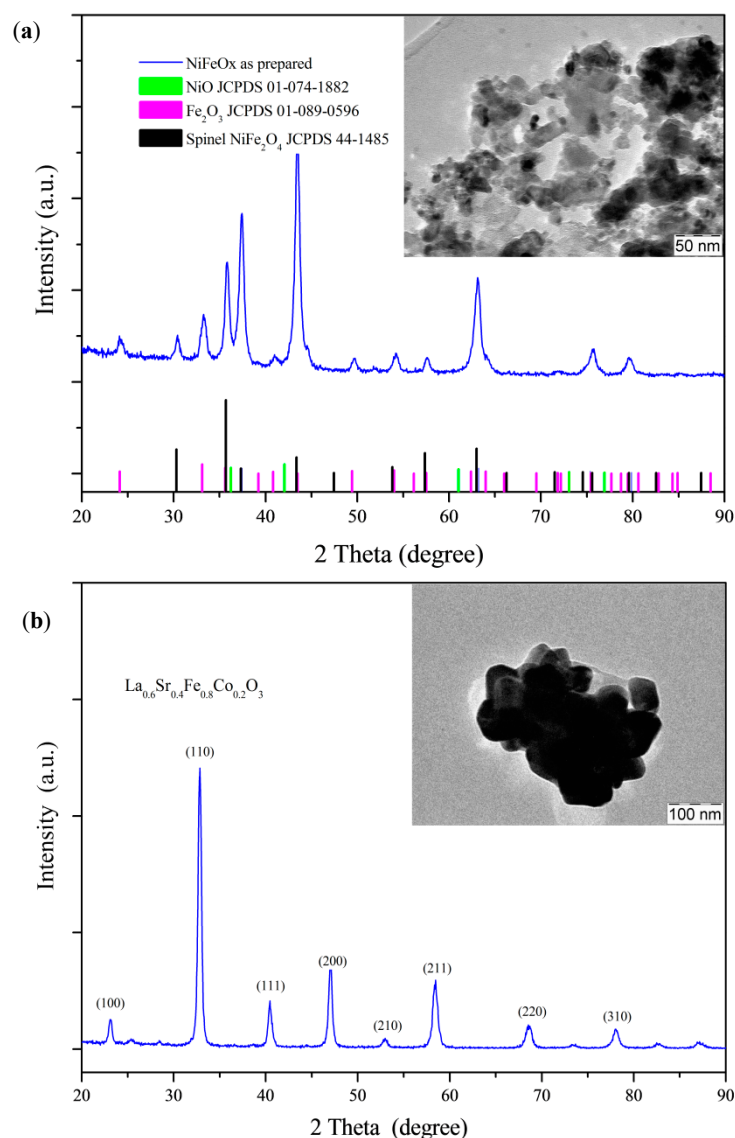 (a)
NiFeOx as prepared
NiO JCPDS 01-074-1882
Fe₂O₃ JCPDS 01-089-0596
Spinel NiFe₂O₄ JCPDS 44-1485
50 nm
Intensity (a.u.)
20 30 40 50 60 70 80 90
2 Theta (degree)
(b)
La₀.₆Sr₀.₄Fe₀.₈Co₀.₂O₃
100 nm
Intensity (a.u.)
(100)
(110)
(111)
(200)
(210)
(211)
(220)
(310)
20 30 40 50 60 70 80 90
2 Theta (degree)